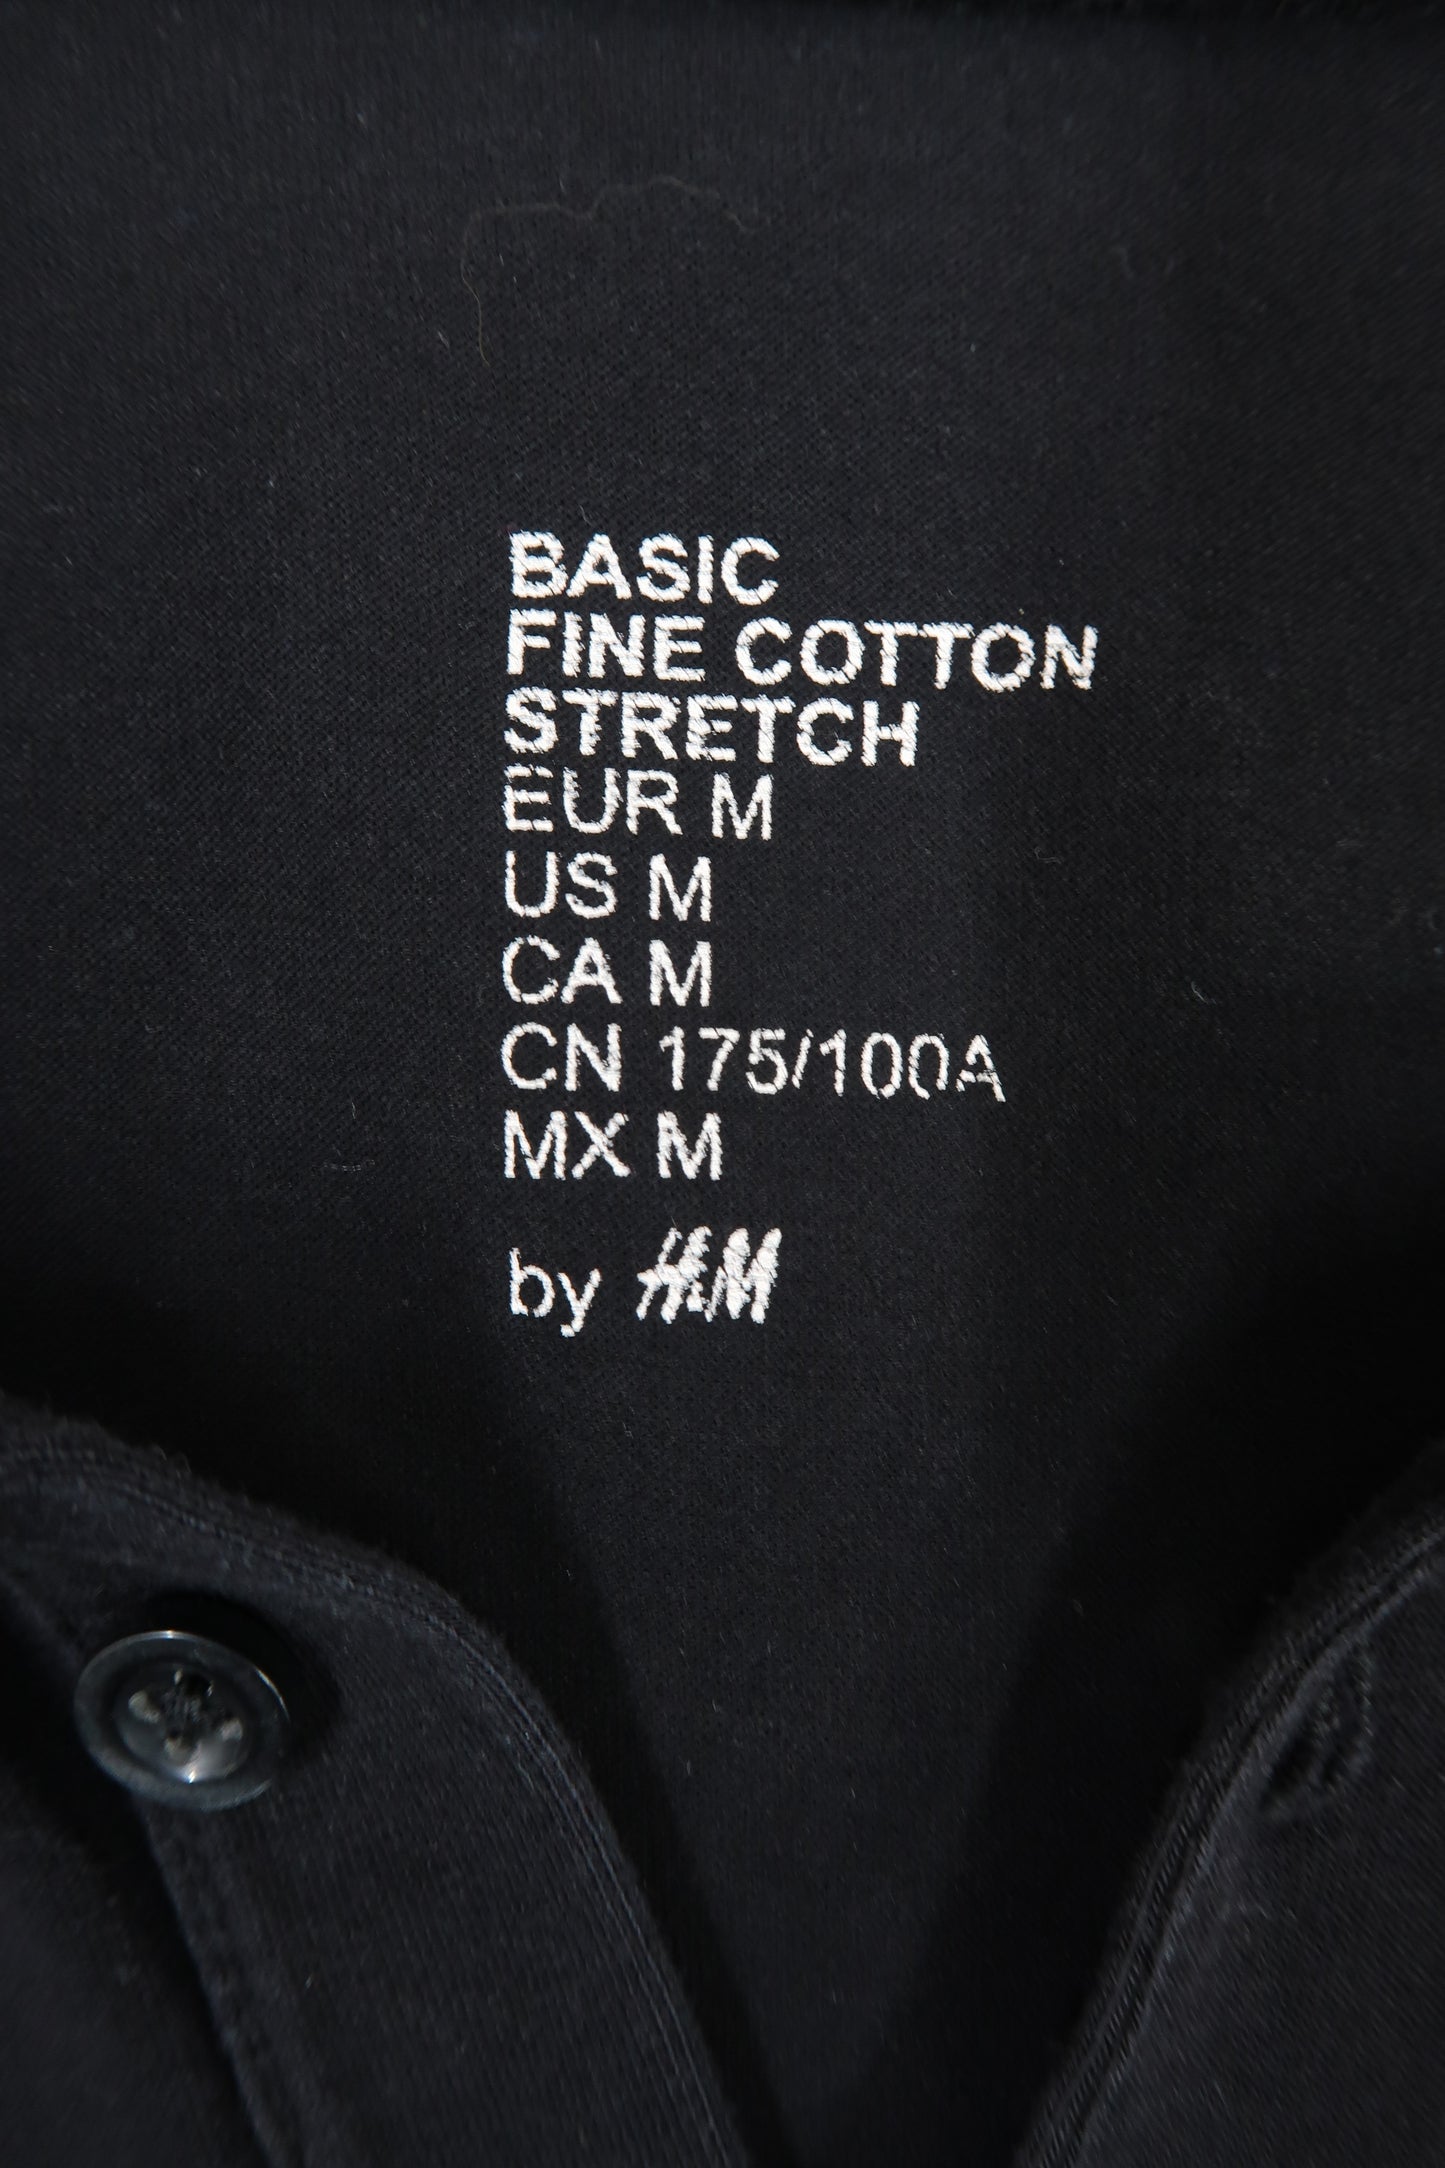 BASIC
FINE COTTON
STRETCH
EUR M
US M
CA M
CN 175/100A
MX M
by H&M